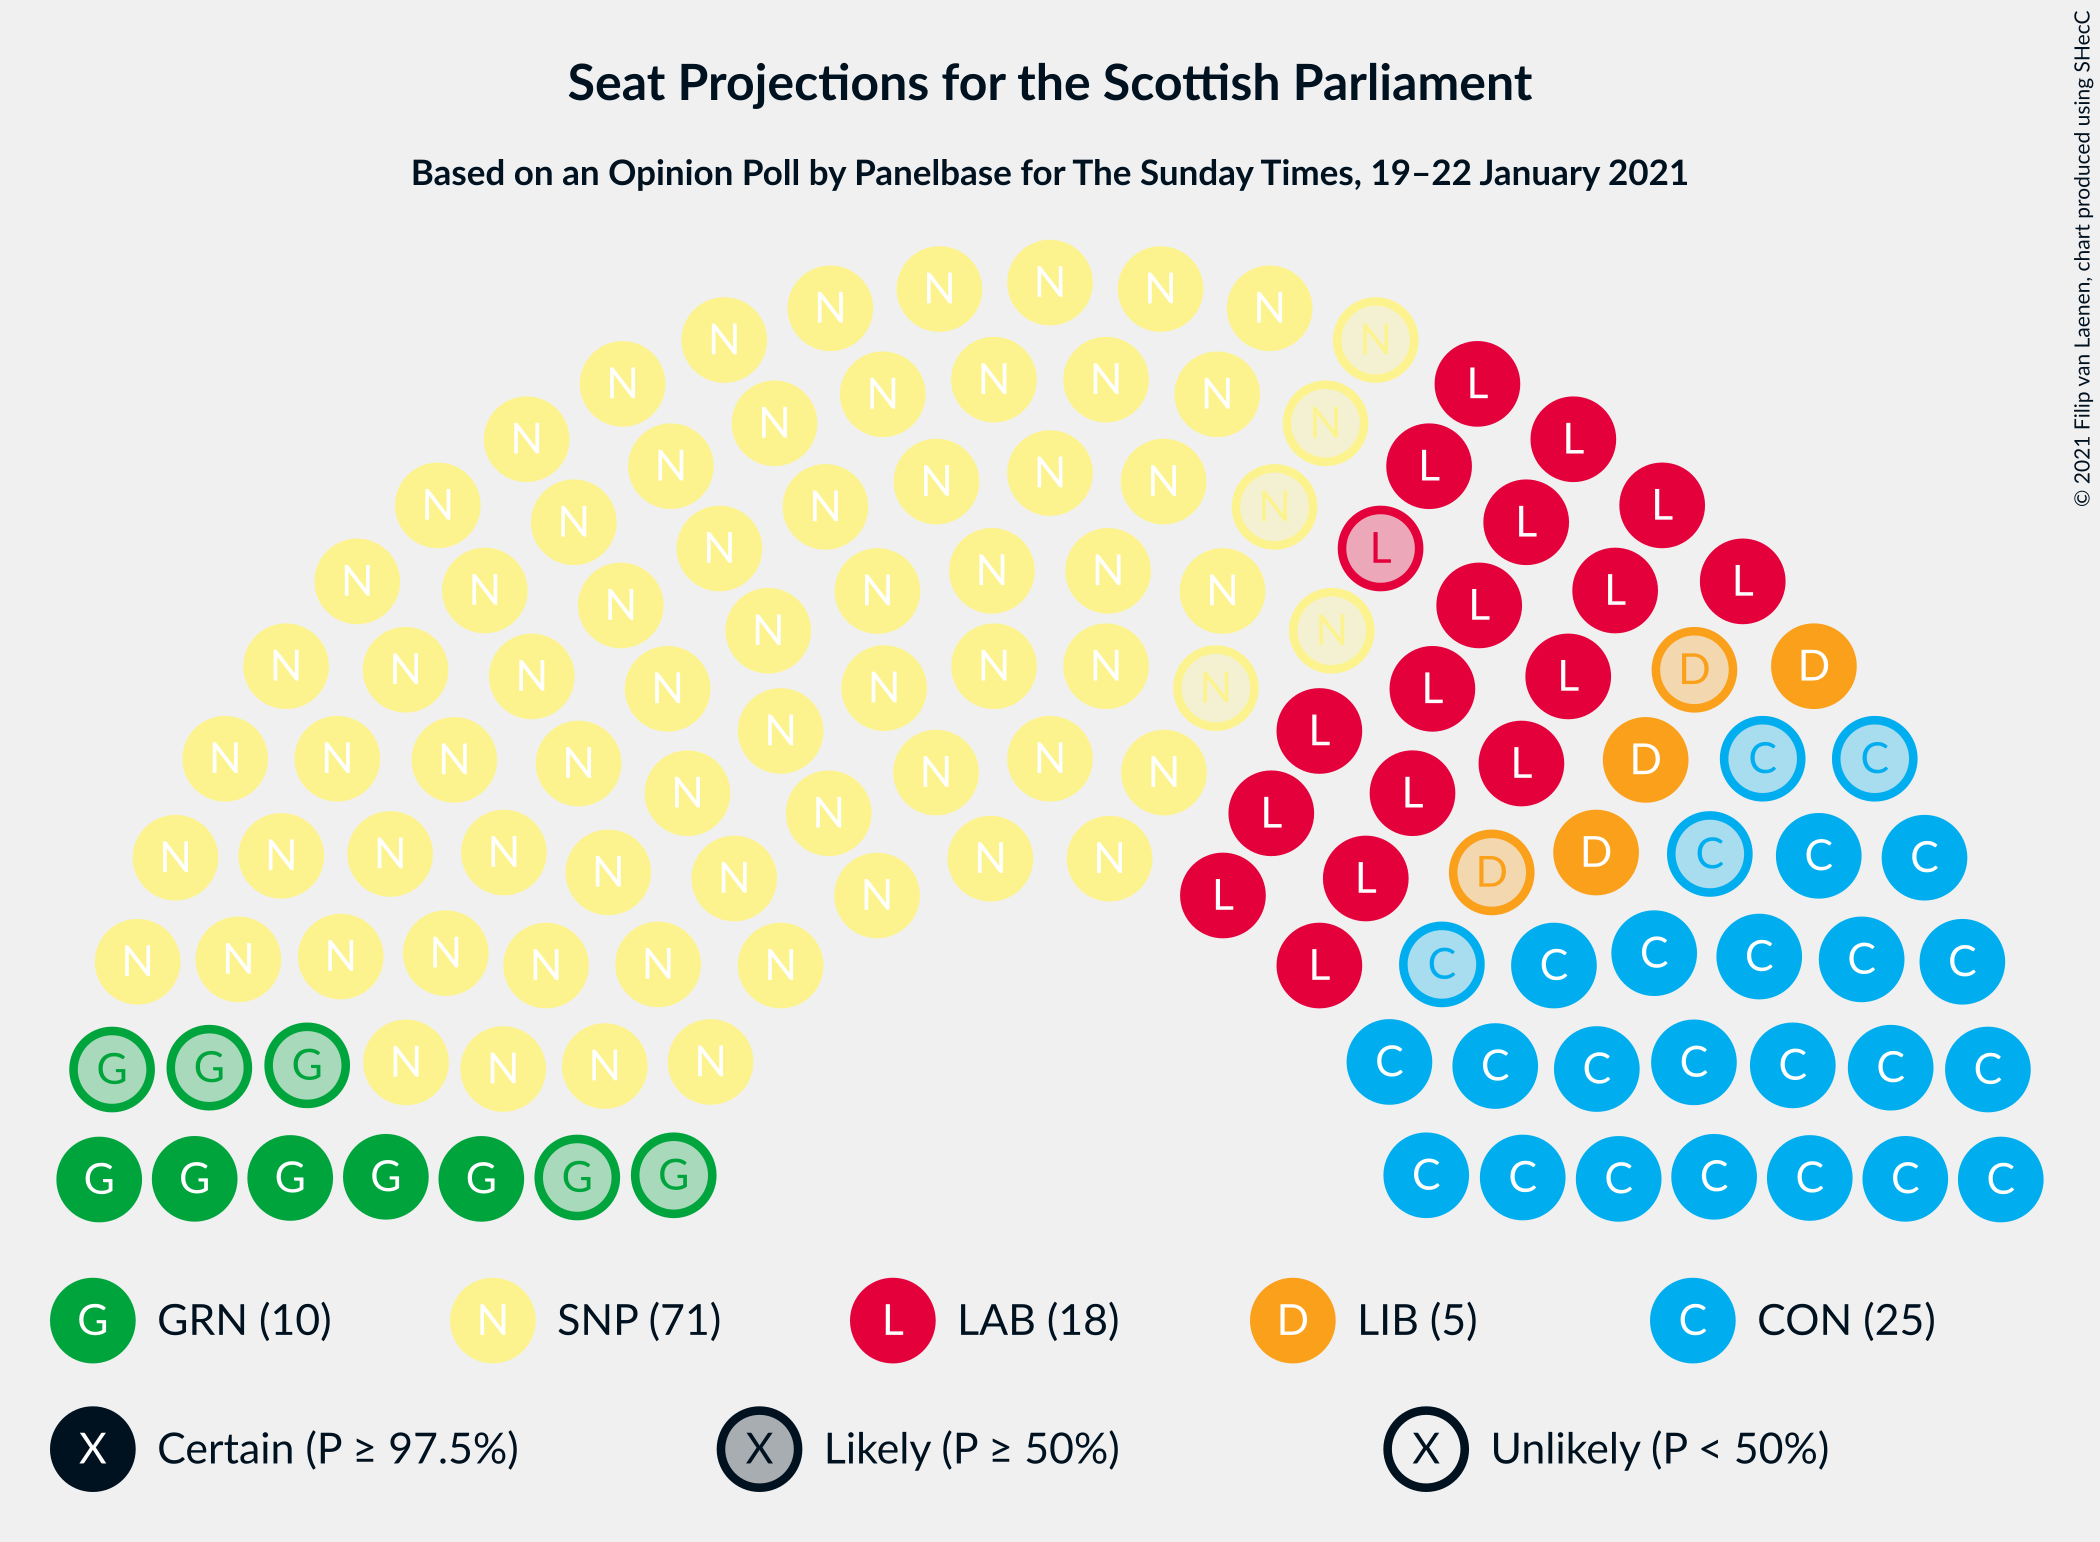 Seat Projections for the Scottish Parliament
Based on an Opinion Poll by Panelbase for The Sunday Times, 19–22 January 2021
© 2021 Filip van Laenen, chart produced using SHecC
N N N N N N
N N N L
N N N N N N N L
N N N L L
N N N N N N L L
N N N L L
N N N N N N L L
N N N N N L L
N N N N N N L L D D
N N N N L
N N N N N N L D C C
N N L L
N N N N N N N L D D C C C
N L
N N N N N N N L C C C C C C
G G G N N N N C C C C C C C
G G G G G G G C C C C C C C
G GRN (10) N SNP (71) L LAB (18) D LIB (5) C CON (25)
X Certain (P ≥ 97.5%) X Likely (P ≥ 50%) X Unlikely (P < 50%)